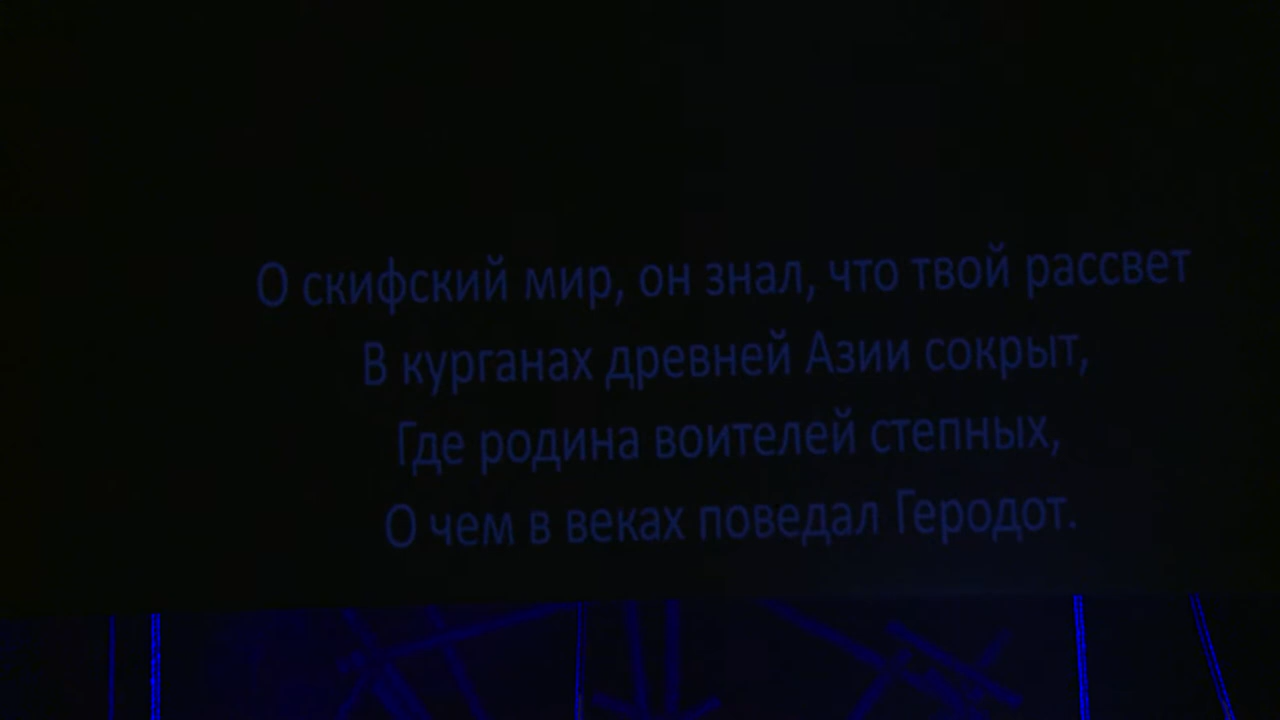 О скифский мир, он знал, что твой рассвет
В курганах древней Азии сокрыт,
Где родина воителей степных,
О чем в веках поведал Геродот.